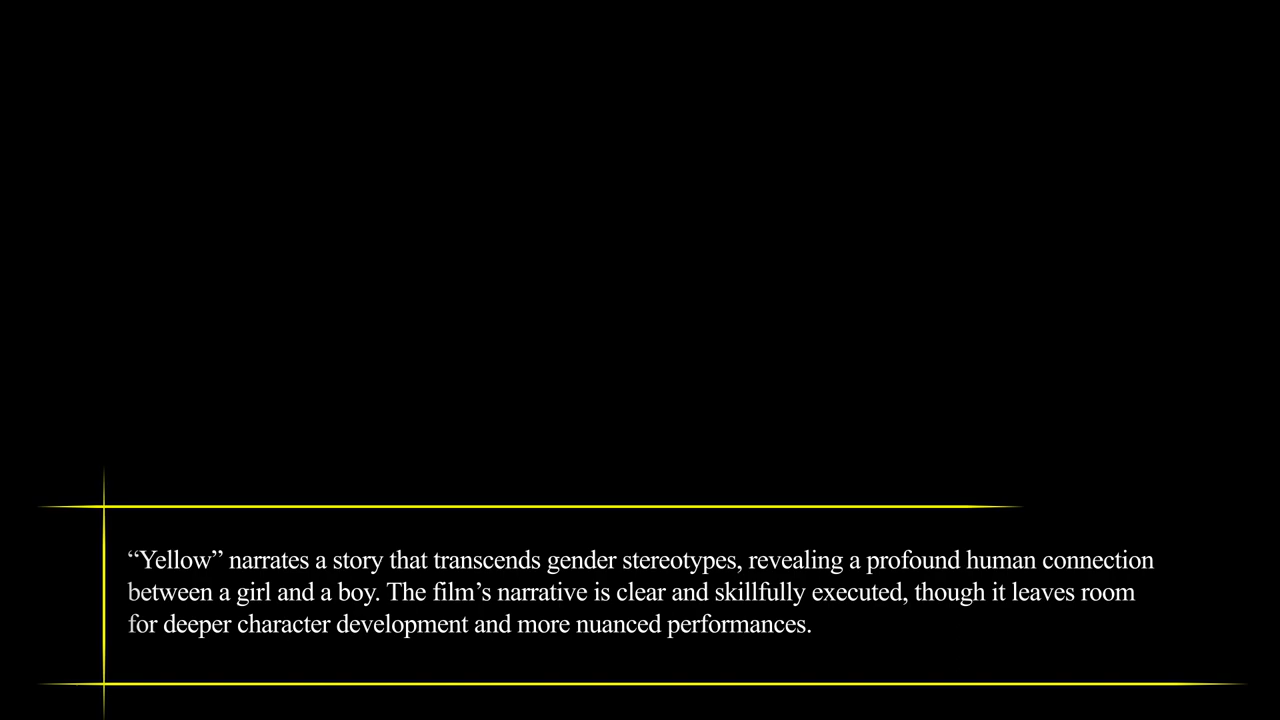 “Yellow” narrates a story that transcends gender stereotypes, revealing a profound human connection
between a girl and a boy. The film’s narrative is clear and skillfully executed, though it leaves room
for deeper character development and more nuanced performances.